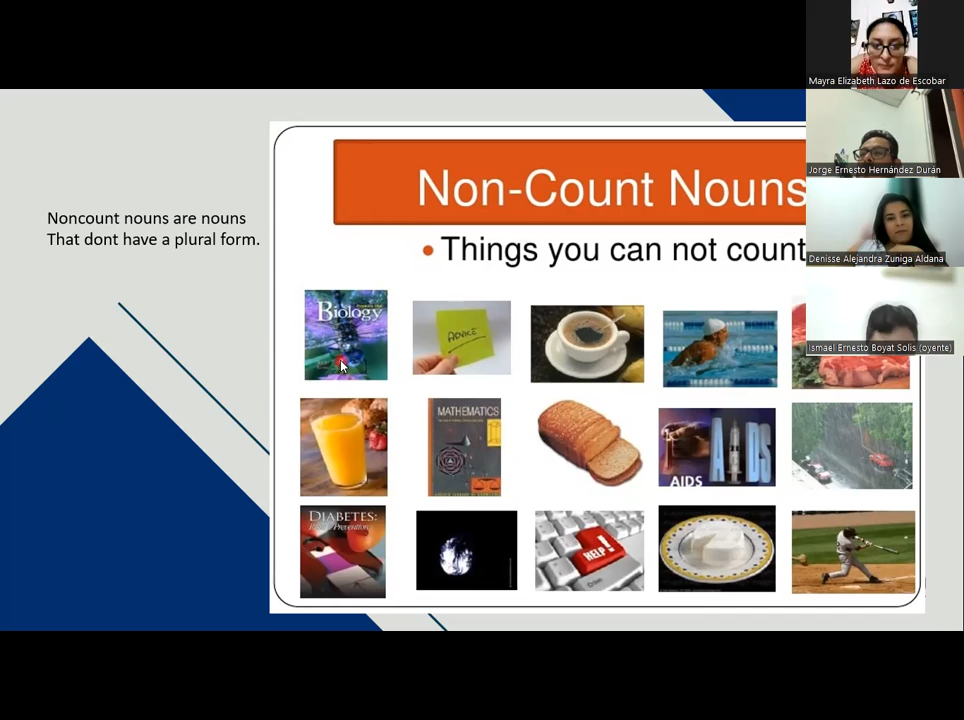 Mayra Elizabeth Lazo de Escobar
Jorge Ernesto Hernández Durán
Denisse Alejandra Zuniga Aldana
Ismael Ernesto Boyat Solis (oyente)
Non-Count Nouns
• Things you can not count
Noncount nouns are nouns
That dont have a plural form.
Biology
ADVICE
MATHEMATICS
AIDS
AIDS
DIABETES:
Prevention
HELP!